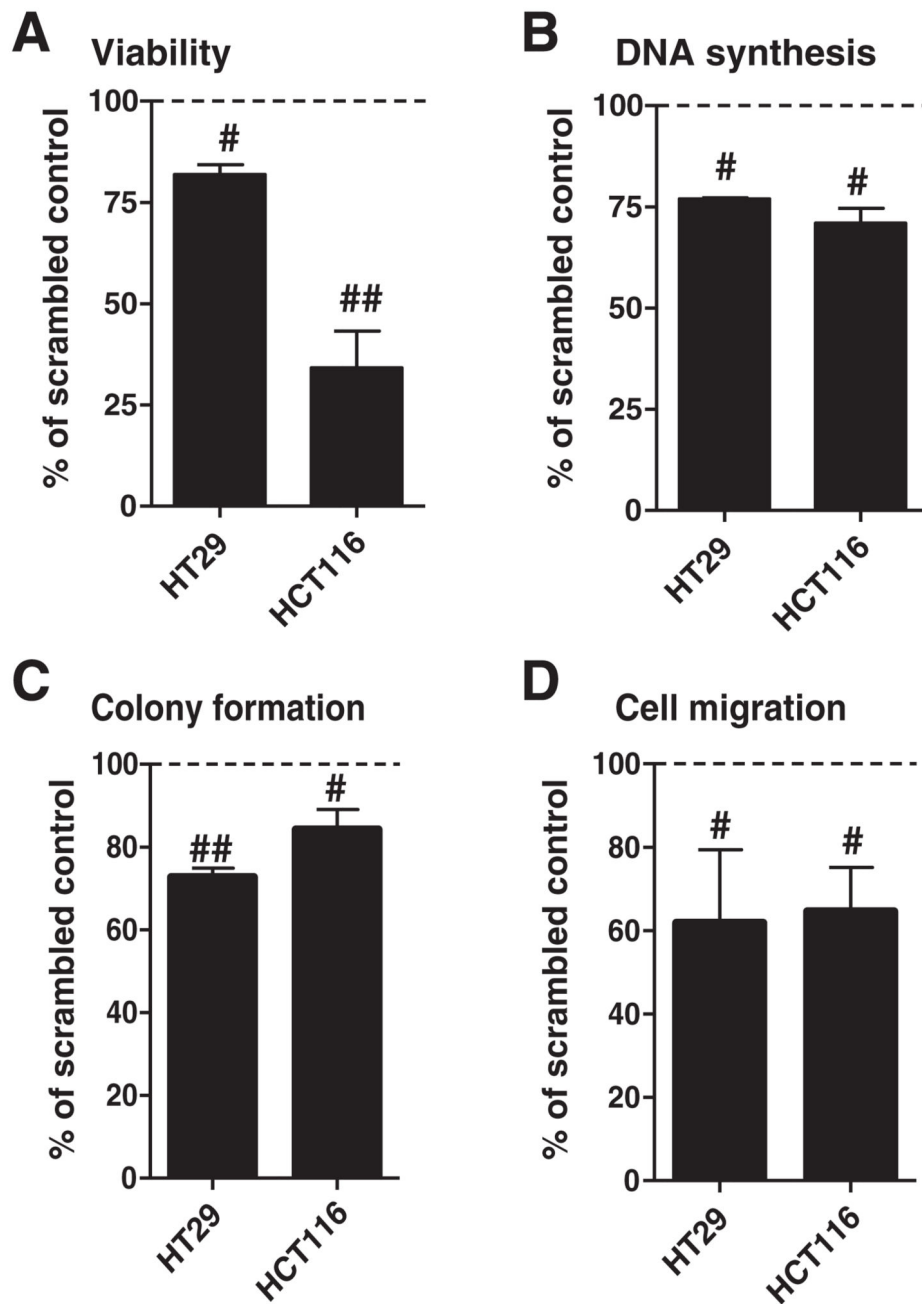 A Viability
% of scrambled control
100
75
50
25
0
#
##
HT29
HCT116
B DNA synthesis
% of scrambled control
100
75
50
25
0
#
#
HT29
HCT116
C Colony formation
% of scrambled control
100
80
60
40
20
0
##
#
HT29
HCT116
D Cell migration
% of scrambled control
100
80
60
40
20
0
#
#
HT29
HCT116